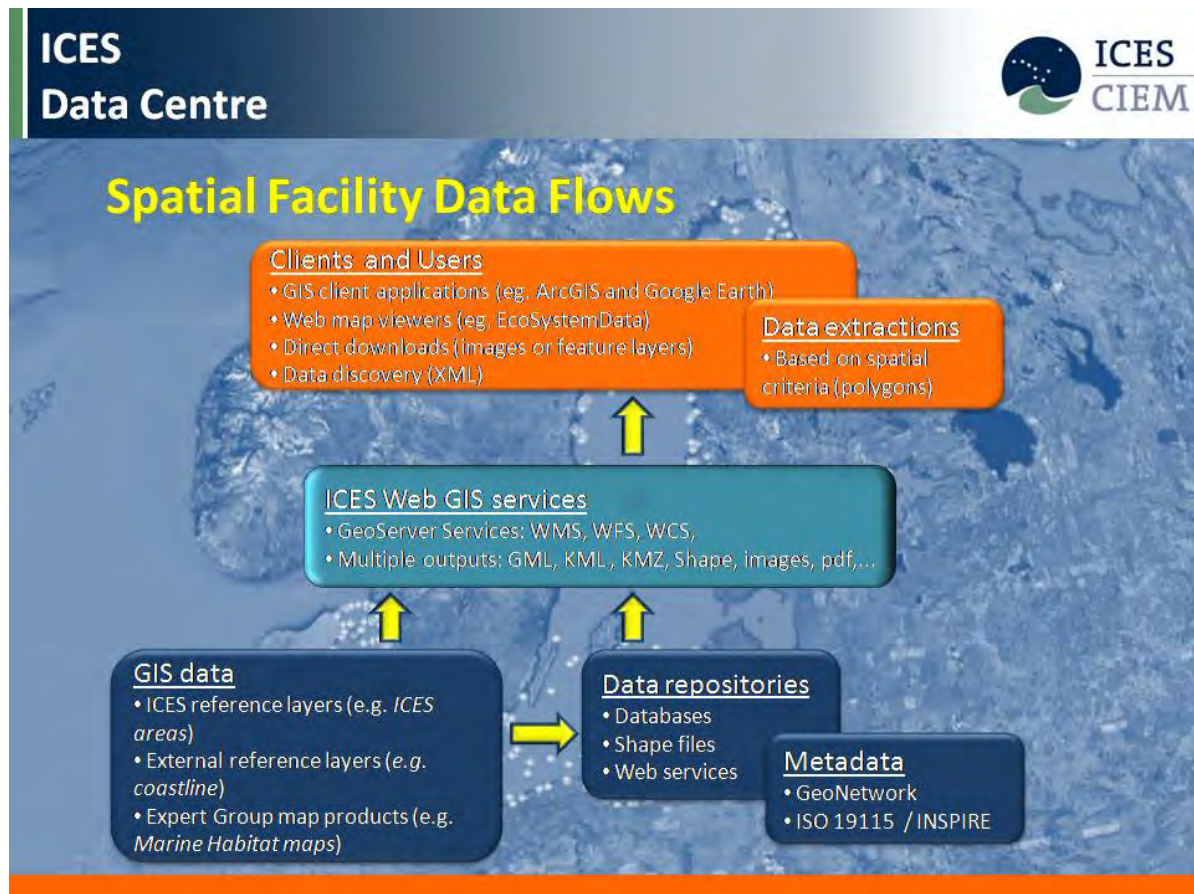 ICES
Data Centre
ICES
CIEM
Spatial Facility Data Flows
Clients and Users
• GIS client applications (eg. ArcGIS and Google Earth)
• Web map viewers (eg. EcoSystemData)
• Direct downloads (images or feature layers)
• Data discovery (XML)
Data extractions
• Based on spatial
criteria (polygons)
ICES Web GIS services
• GeoServer Services: WMS, WFS, WCS,
• Multiple outputs: GML, KML, KMZ, Shape, images, pdf,...
GIS data
• ICES reference layers (e.g. ICES
areas)
• External reference layers (e.g.
coastline)
• Expert Group map products (e.g.
Marine Habitat maps)
Data repositories
• Databases
• Shape files
• Web services
Metadata
• GeoNetwork
• ISO 19115 / INSPIRE